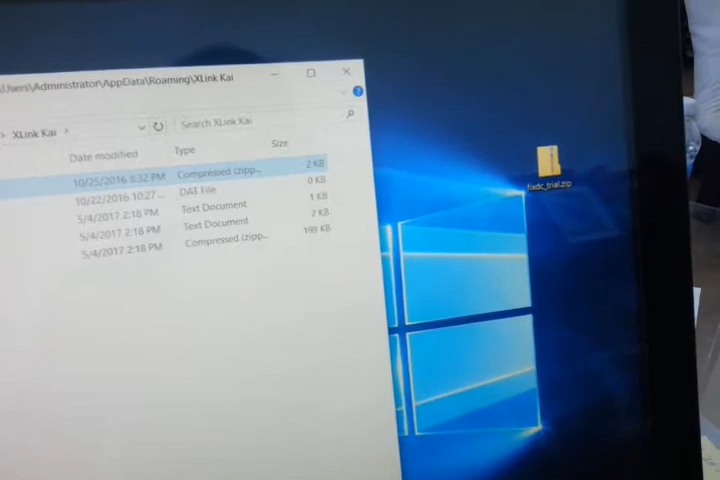 \Users\Administrator\AppData\Roaming\XLink Kai
XLink Kai
Search XLink Kai
Date modified Type Size
10/25/2016 8:32 PM Compressed (zipp... 2 KB
10/22/2016 10:27 ... DAT File 0 KB
5/4/2017 2:18 PM Text Document 1 KB
5/4/2017 2:18 PM Text Document 2 KB
5/4/2017 2:18 PM Compressed (zipp... 199 KB